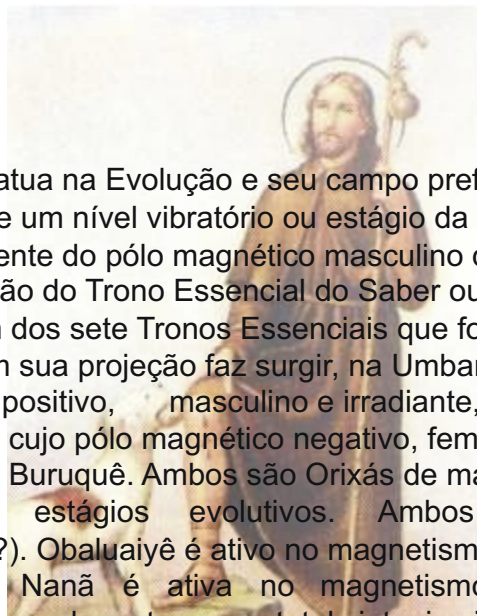 atua na Evolução e seu campo pref
e um nível vibratório ou estágio da
ente do pólo magnético masculino
ão do Trono Essencial do Saber ou
dos sete Tronos Essenciais que fo
sua projeção faz surgir, na Umba
positivo, masculino e irradiante,
cujo pólo magnético negativo, fem
Buruquê. Ambos são Orixás de ma
estágios evolutivos. Ambos
?). Obaluaiyê é ativo no magnetism
Nanã é ativa no magnetismo